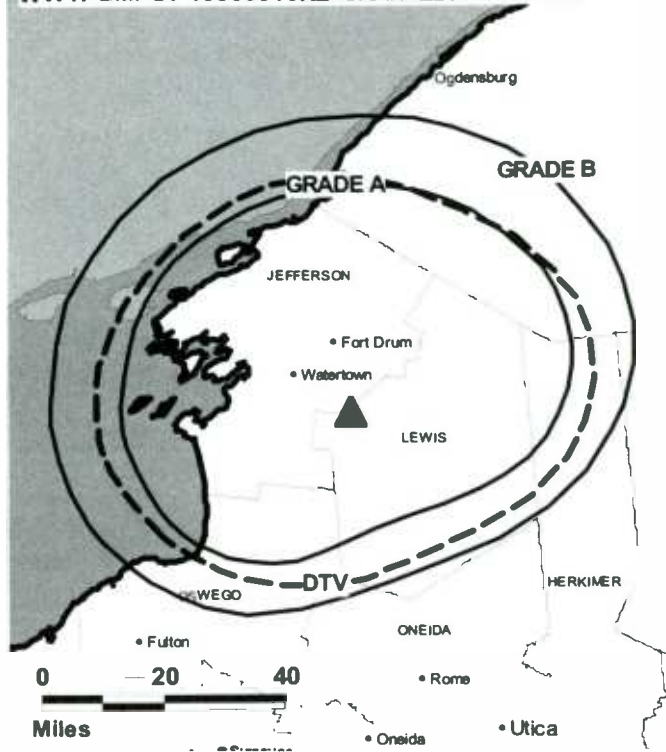 Ogdensburg
GRADE B
GRADE A
JEFFERSON
Fort Drum
Watertown
LEWIS
DTV
OSWEGO
HERKIMER
Fulton
ONEIDA
0 20 40
Rome
Miles
Utica
Oneida